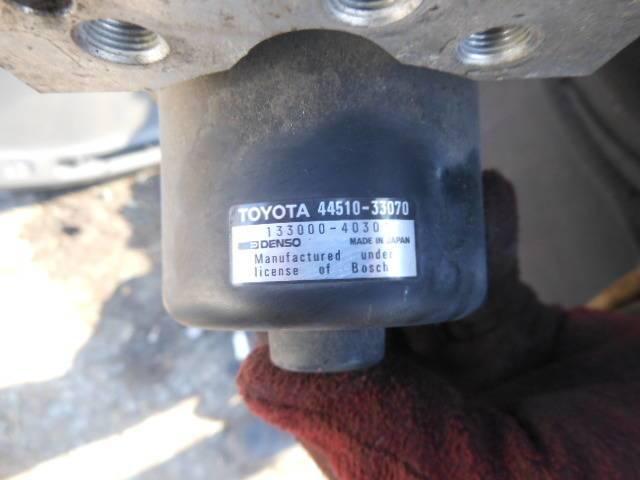 TOYOTA 44510-33070
133000-4030
DENSO MADE IN JAPAN
Manufactured under
license of Bosch